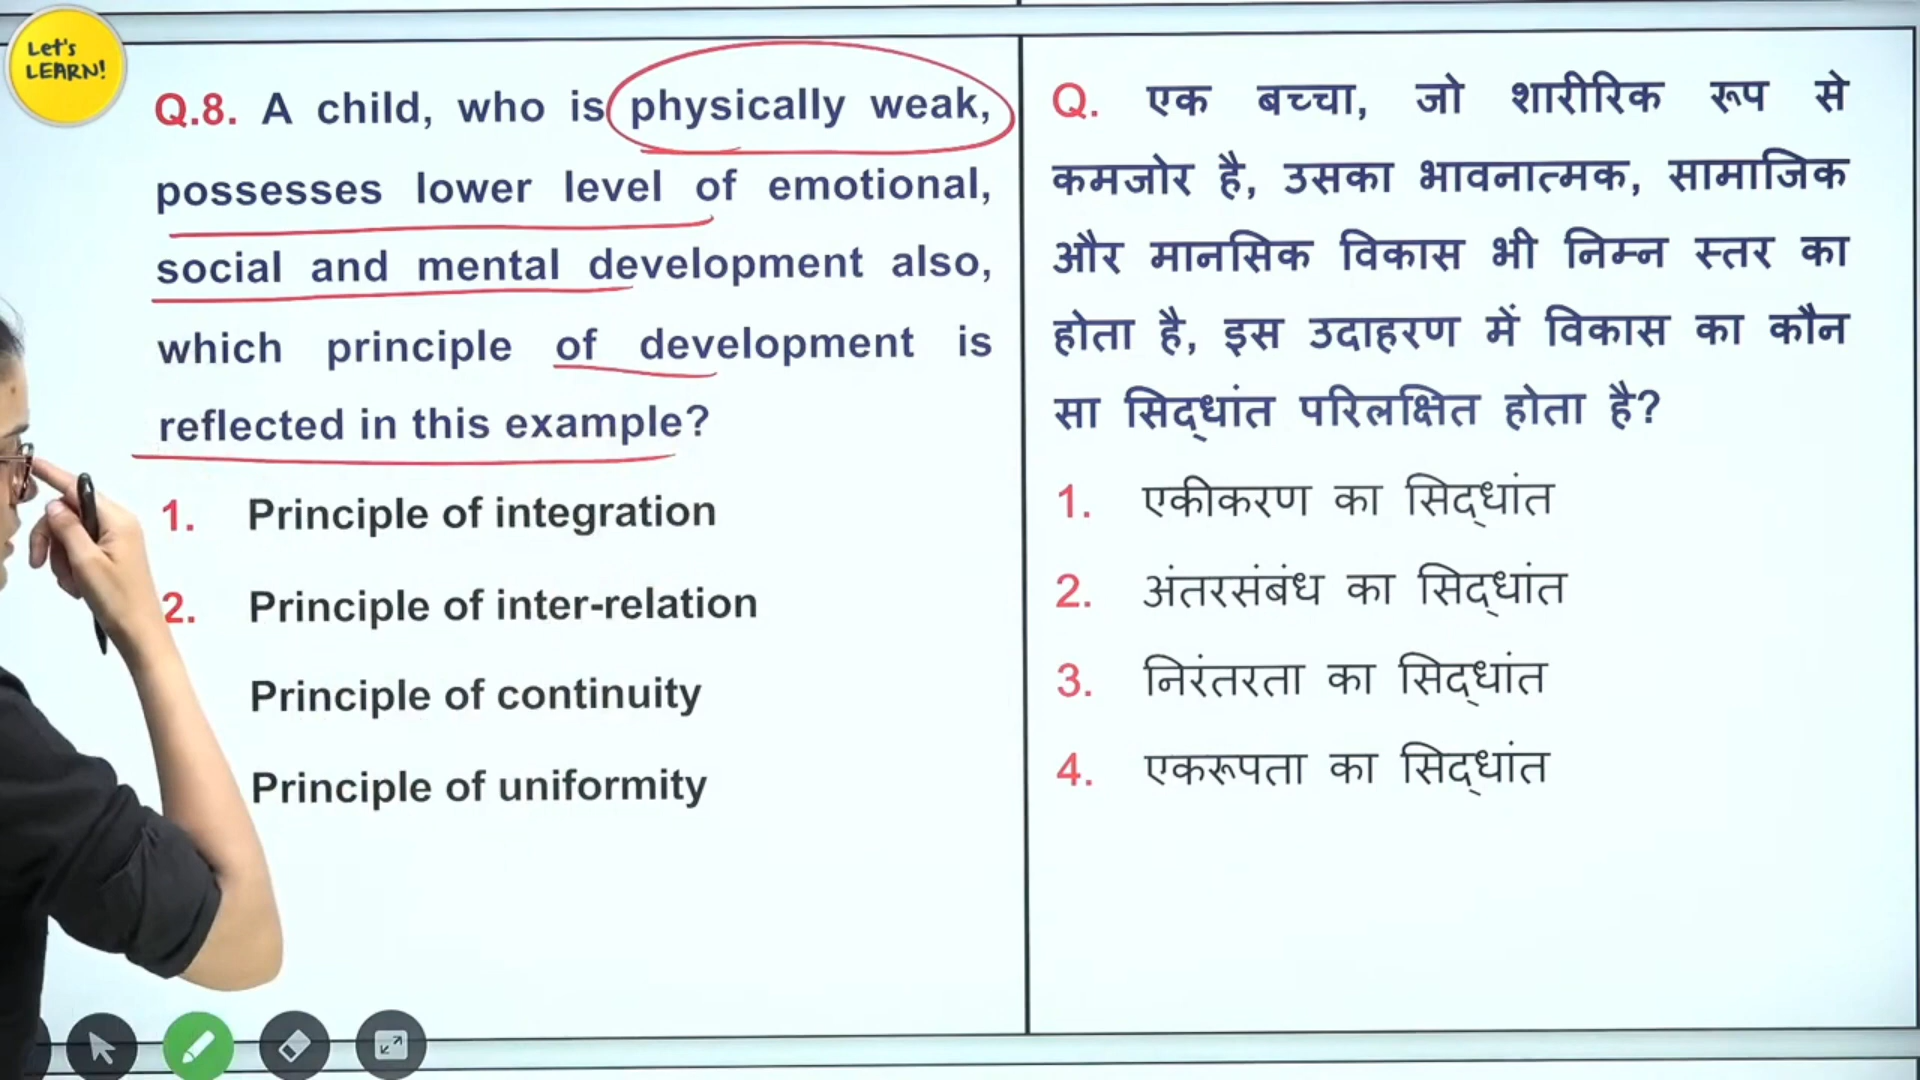 Let's
LEARN!
Q.8. A child, who is physically weak,
possesses lower level of emotional,
social and mental development also,
which principle of development is
reflected in this example?
1. Principle of integration
2. Principle of inter-relation
Principle of continuity
Principle of uniformity
Q. एक बच्चा, जो शारीरिक रूप से
कमजोर है, उसका भावनात्मक, सामाजिक
और मानसिक विकास भी निम्न स्तर का
होता है, इस उदाहरण में विकास का कौन
सा सिद्धांत परिलक्षित होता है?
1. एकीकरण का सिद्धांत
2. अंतरसंबंध का सिद्धांत
3. निरंतरता का सिद्धांत
4. एकरूपता का सिद्धांत